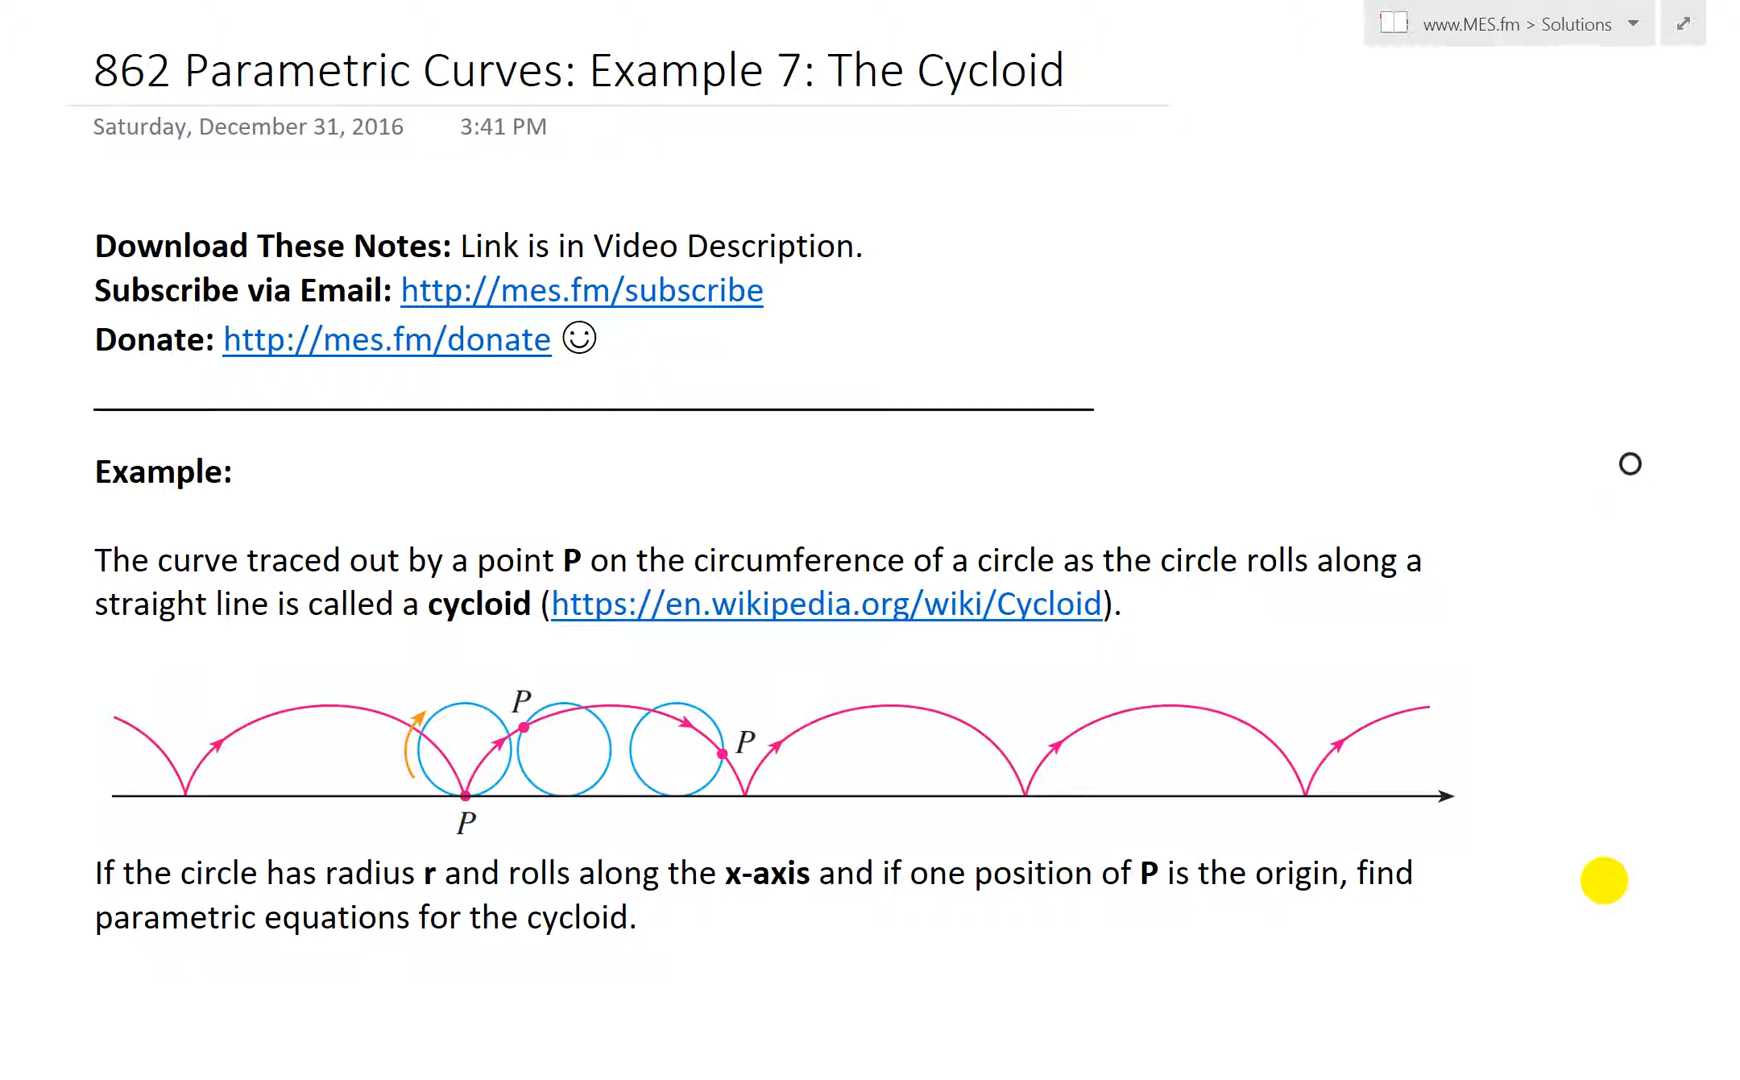 www.MES.fm > Solutions
862 Parametric Curves: Example 7: The Cycloid
Saturday, December 31, 2016 3:41 PM
Download These Notes: Link is in Video Description.
Subscribe via Email: http://mes.fm/subscribe
Donate: http://mes.fm/donate
Example:
The curve traced out by a point P on the circumference of a circle as the circle rolls along a
straight line is called a cycloid (https://en.wikipedia.org/wiki/Cycloid).
P
P
P
If the circle has radius r and rolls along the x-axis and if one position of P is the origin, find
parametric equations for the cycloid.